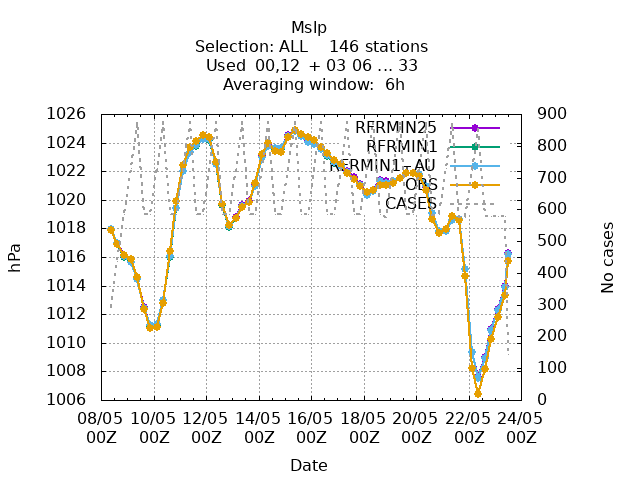 Mslp
Selection: ALL    146 stations
Used 00,12 + 03 06 ... 33
Averaging window:  6h
1026
1024
1022
1020
1018
1016
1014
1012
1010
1008
1006
900
800
700
600
500
400
300
200
100
0
hPa
No cases
RFRMIN25
RFRMIN1
RFRMIN1_AU
OBS
CASES
08/05 10/05 12/05 14/05 16/05 18/05 20/05 22/05 24/05
00Z 00Z 00Z 00Z 00Z 00Z 00Z 00Z 00Z
Date